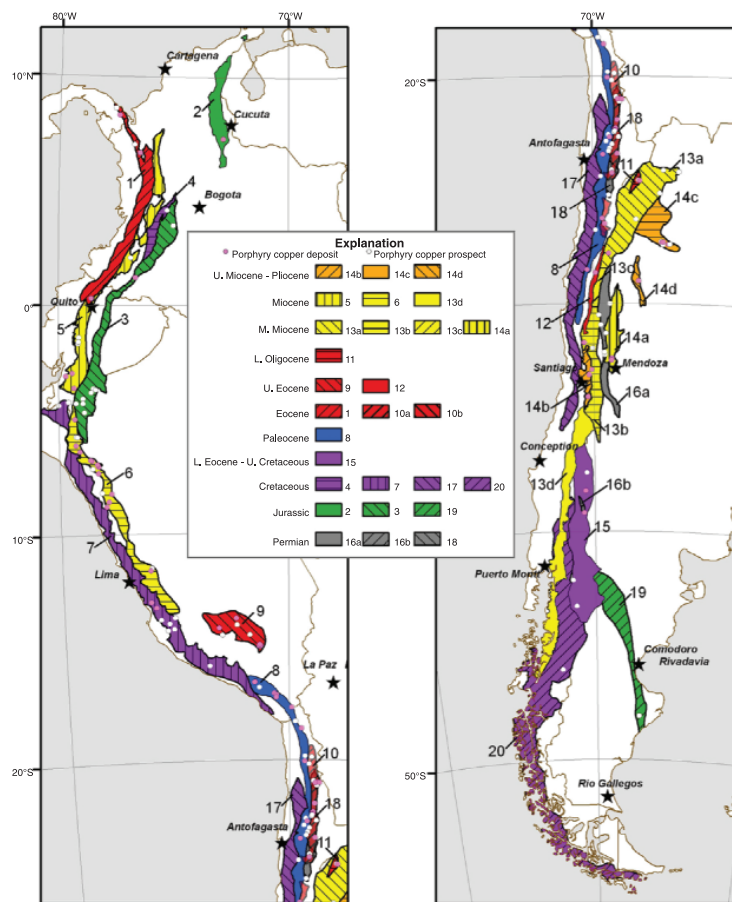 80°W
70°W
70°W
10°N
Cartagena
2
Cucuta
1
4
Bogota
Quito
0°
3
5
6
7
10°S
Lima
9
La Paz
8
10
20°S
17
18
Antofagasta
11
Explanation
Porphyry copper deposit
Porphyry copper prospect
U. Miocene - Pliocene
14b
14c
14d
Miocene
5
6
13d
M. Miocene
13a
13b
13c
14a
L. Oligocene
11
U. Eocene
9
12
Eocene
1
10a
10b
Paleocene
8
L. Eocene - U. Cretaceous
15
Cretaceous
4
7
17
20
Jurassic
2
3
19
Permian
16a
16b
18
20°S
10
18
Antofagasta
11
13a
17
14c
18
8
13c
14d
12
14a
Santiago
Mendoza
14b
16a
13b
Conception
13d
16b
15
Puerto Montt
19
Comodoro
Rivadavia
20
50°S
Rio Gallegos